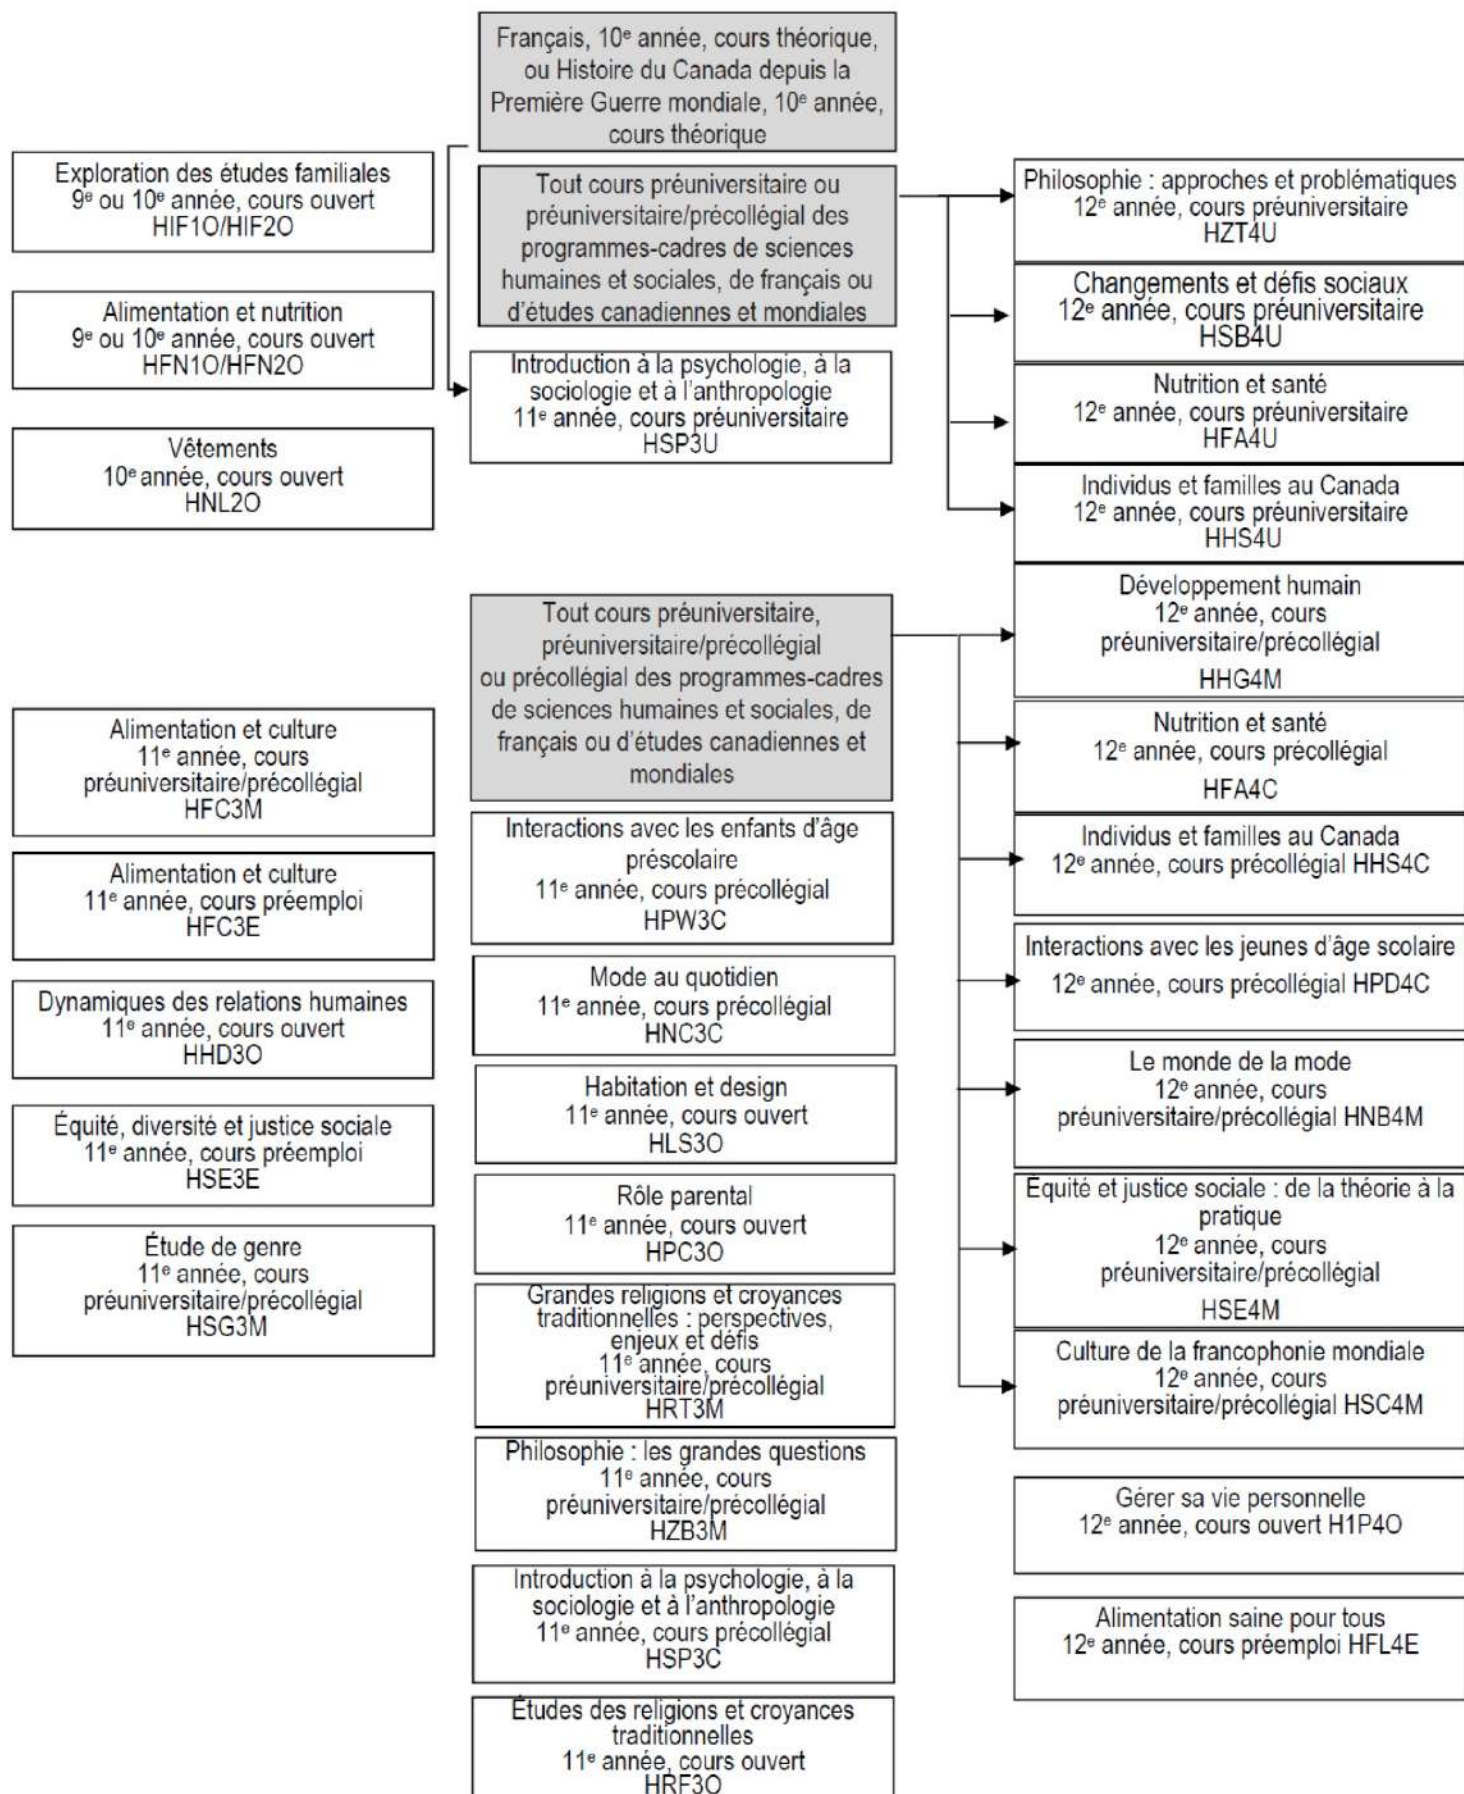 Français, 10e année, cours théorique,
ou Histoire du Canada depuis la
Première Guerre mondiale, 10e année,
cours théorique
Exploration des études familiales
9e ou 10e année, cours ouvert
HIF1O/HIF2O
Alimentation et nutrition
9e ou 10e année, cours ouvert
HFN1O/HFN2O
Vêtements
10e année, cours ouvert
HNL2O
Tout cours préuniversitaire ou
préuniversitaire/précollégial des
programmes-cadres de sciences
humaines et sociales, de français ou
d'études canadiennes et mondiales
Introduction à la psychologie, à la
sociologie et à l'anthropologie
11e année, cours préuniversitaire
HSP3U
Philosophie : approches et problématiques
12e année, cours préuniversitaire
HZT4U
Changements et défis sociaux
12e année, cours préuniversitaire
HSB4U
Nutrition et santé
12e année, cours préuniversitaire
HFA4U
Individus et familles au Canada
12e année, cours préuniversitaire
HHS4U
Alimentation et culture
11e année, cours
préuniversitaire/précollégial
HFC3M
Alimentation et culture
11e année, cours préemploi
HFC3E
Dynamiques des relations humaines
11e année, cours ouvert
HHD3O
Équité, diversité et justice sociale
11e année, cours préemploi
HSE3E
Étude de genre
11e année, cours
préuniversitaire/précollégial
HSG3M
Tout cours préuniversitaire,
préuniversitaire/précollégial
ou précollégial des programmes-cadres
de sciences humaines et sociales, de
français ou d'études canadiennes et
mondiales
Interactions avec les enfants d'âge
préscolaire
11e année, cours précollégial
HPW3C
Mode au quotidien
11e année, cours précollégial
HNC3C
Habitation et design
11e année, cours ouvert
HLS3O
Rôle parental
11e année, cours ouvert
HPC3O
Grandes religions et croyances
traditionnelles : perspectives,
enjeux et défis
11e année, cours
préuniversitaire/précollégial
HRT3M
Philosophie : les grandes questions
11e année, cours
préuniversitaire/précollégial
HZB3M
Introduction à la psychologie, à la
sociologie et à l'anthropologie
11e année, cours précollégial
HSP3C
Études des religions et croyances
traditionnelles
11e année, cours ouvert
HRF3O
Développement humain
12e année, cours
préuniversitaire/précollégial
HHG4M
Nutrition et santé
12e année, cours précollégial
HFA4C
Individus et familles au Canada
12e année, cours précollégial HHS4C
Interactions avec les jeunes d'âge scolaire
12e année, cours précollégial HPD4C
Le monde de la mode
12e année, cours
préuniversitaire/précollégial HNB4M
Équité et justice sociale : de la théorie à la
pratique
12e année, cours
préuniversitaire/précollégial
HSE4M
Culture de la francophonie mondiale
12e année, cours
préuniversitaire/précollégial HSC4M
Gérer sa vie personnelle
12e année, cours ouvert H1P4O
Alimentation saine pour tous
12e année, cours préemploi HFL4E